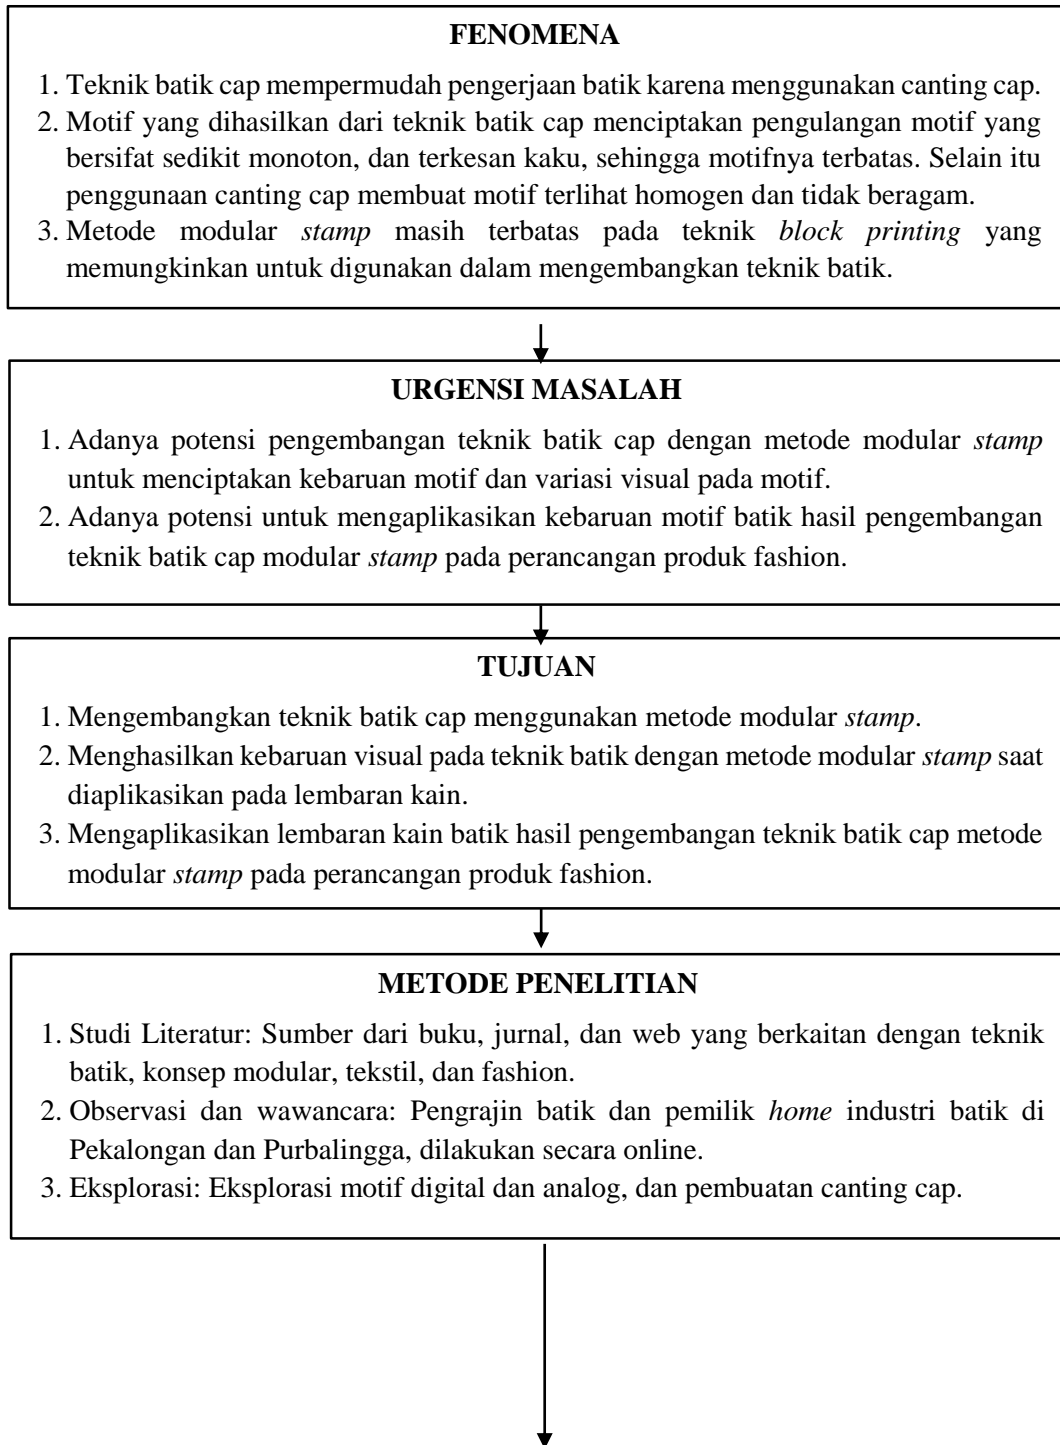 FENOMENA
1. Teknik batik cap mempermudah pengerjaan batik karena menggunakan canting cap.
2. Motif yang dihasilkan dari teknik batik cap menciptakan pengulangan motif yang
bersifat sedikit monoton, dan terkesan kaku, sehingga motifnya terbatas. Selain itu
penggunaan canting cap membuat motif terlihat homogen dan tidak beragam.
3. Metode modular stamp masih terbatas pada teknik block printing yang
memungkinkan untuk digunakan dalam mengembangkan teknik batik.
URGENSI MASALAH
1. Adanya potensi pengembangan teknik batik cap dengan metode modular stamp
untuk menciptakan kebaruan motif dan variasi visual pada motif.
2. Adanya potensi untuk mengaplikasikan kebaruan motif batik hasil pengembangan
teknik batik cap modular stamp pada perancangan produk fashion.
TUJUAN
1. Mengembangkan teknik batik cap menggunakan metode modular stamp.
2. Menghasilkan kebaruan visual pada teknik batik dengan metode modular stamp saat
diaplikasikan pada lembaran kain.
3. Mengaplikasikan lembaran kain batik hasil pengembangan teknik batik cap metode
modular stamp pada perancangan produk fashion.
METODE PENELITIAN
1. Studi Literatur: Sumber dari buku, jurnal, dan web yang berkaitan dengan teknik
batik, konsep modular, tekstil, dan fashion.
2. Observasi dan wawancara: Pengrajin batik dan pemilik home industri batik di
Pekalongan dan Purbalingga, dilakukan secara online.
3. Eksplorasi: Eksplorasi motif digital dan analog, dan pembuatan canting cap.